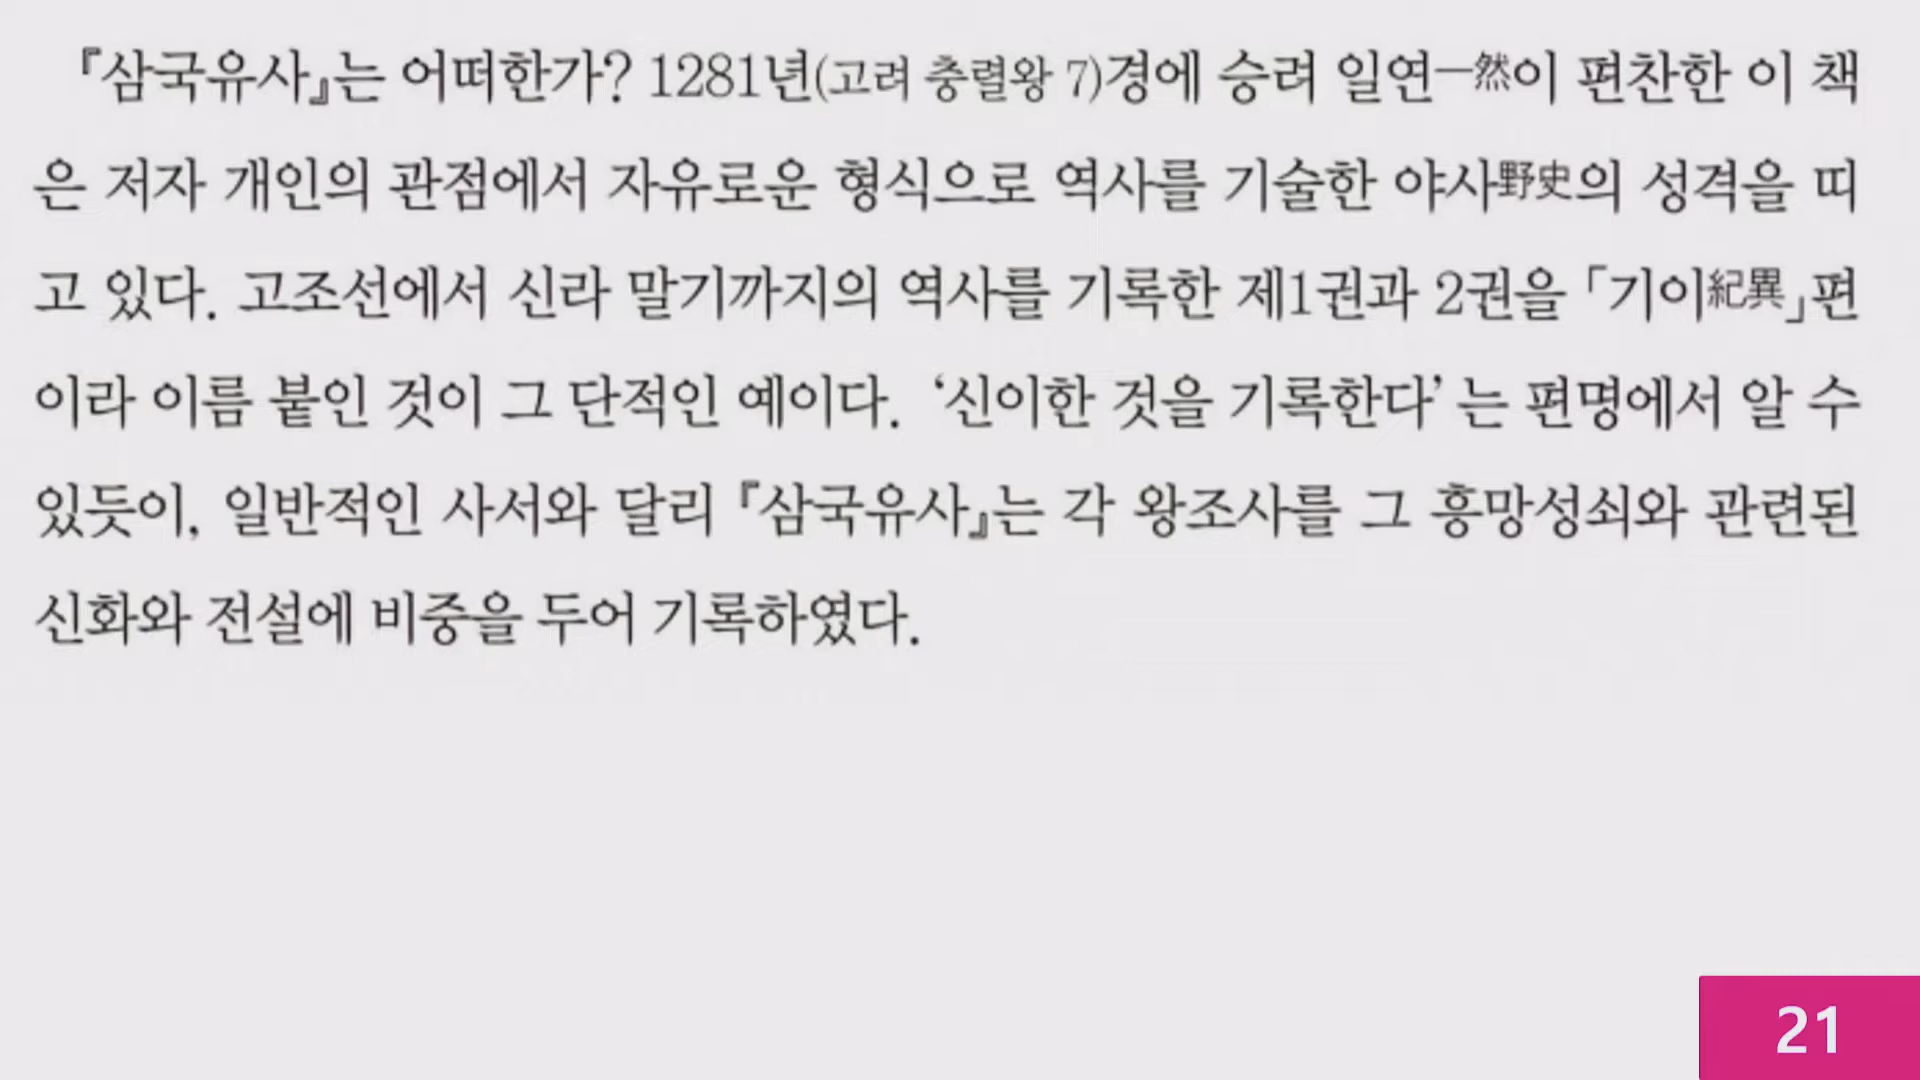 『삼국유사』는 어떠한가? 1281년(고려 충렬왕 7)경에 승려 일연一然이 편찬한 이 책
은 저자 개인의 관점에서 자유로운 형식으로 역사를 기술한 야사野史의 성격을 띠
고 있다. 고조선에서 신라 말기까지의 역사를 기록한 제1권과 2권을 「기이紀異」편
이라 이름 붙인 것이 그 단적인 예이다. ‘신이한 것을 기록한다’는 편명에서 알 수
있듯이, 일반적인 사서와 달리 『삼국유사』는 각 왕조사를 그 흥망성쇠와 관련된
신화와 전설에 비중을 두어 기록하였다.
21